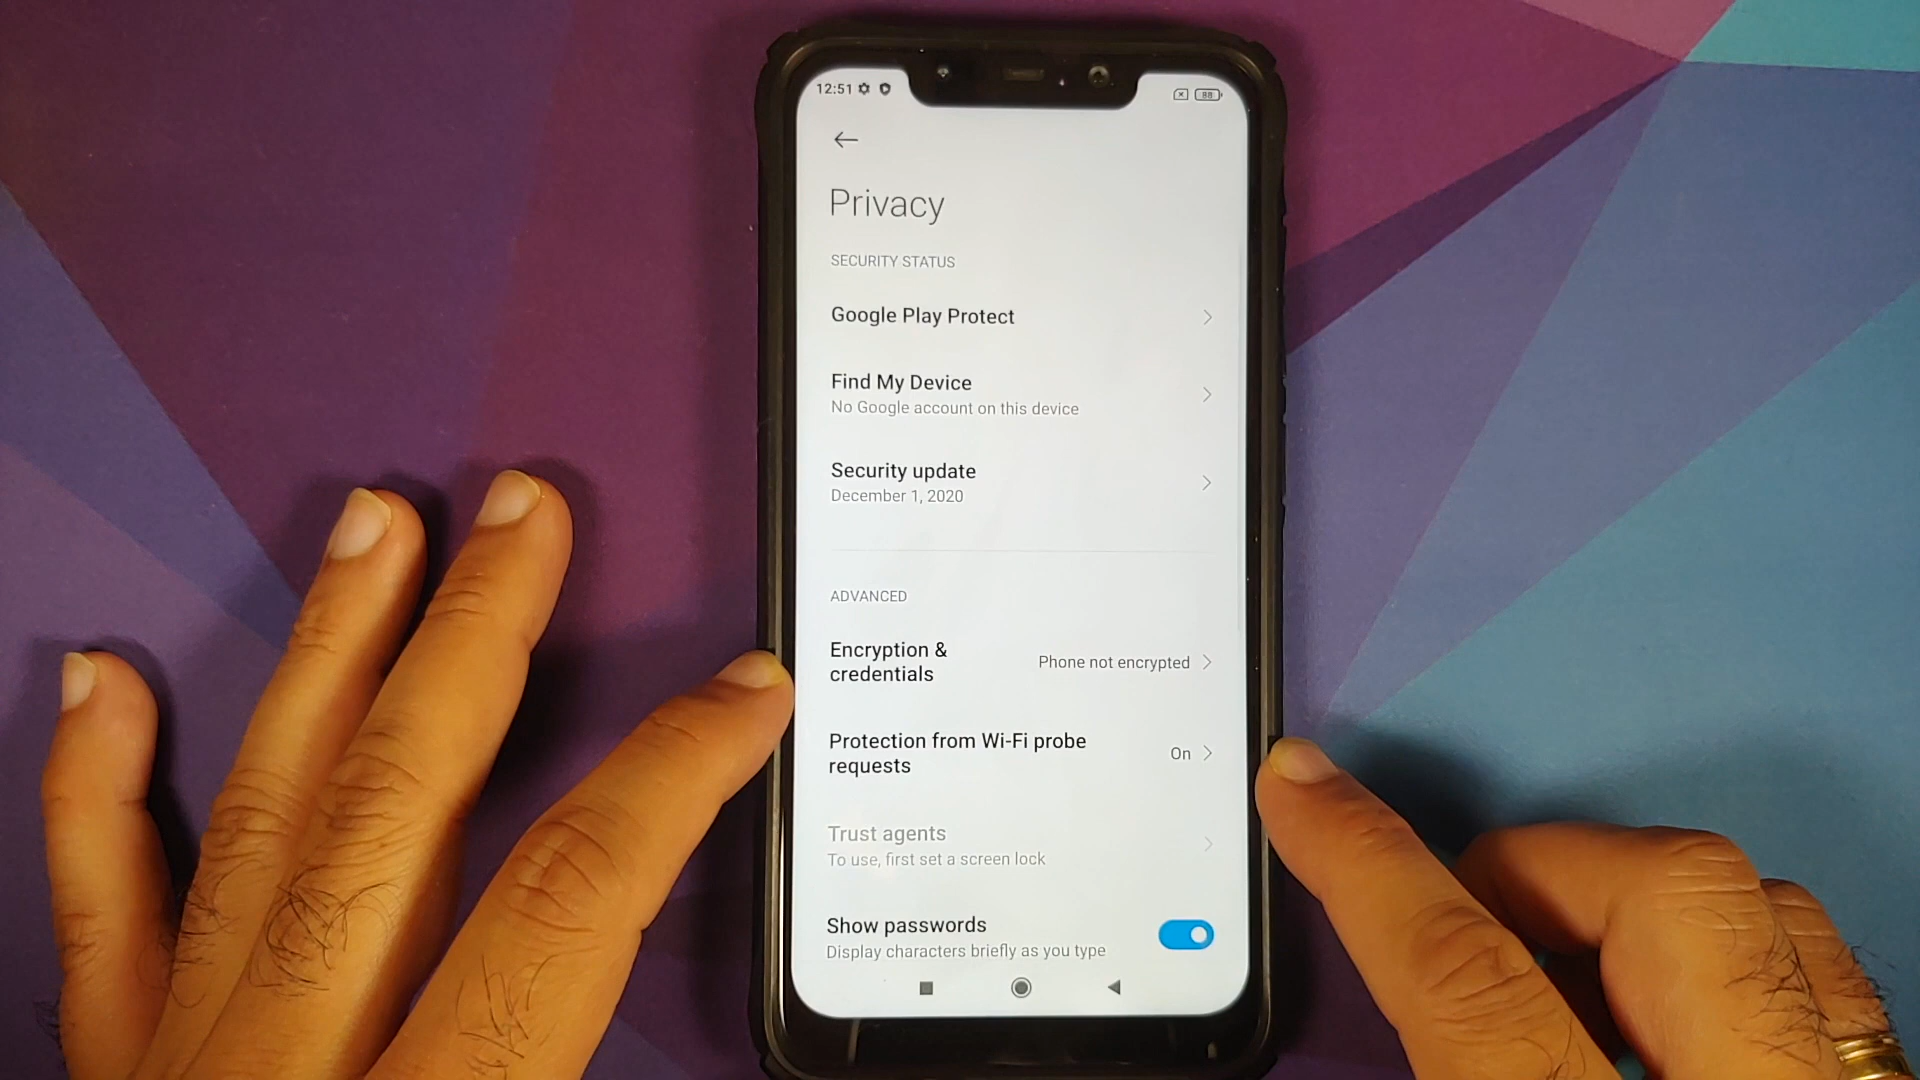 12:51
88
Privacy
SECURITY STATUS
Google Play Protect
Find My Device
No Google account on this device
Security update
December 1, 2020
ADVANCED
Encryption &
credentials
Phone not encrypted
Protection from Wi-Fi probe
requests
On
Trust agents
To use, first set a screen lock
Show passwords
Display characters briefly as you type